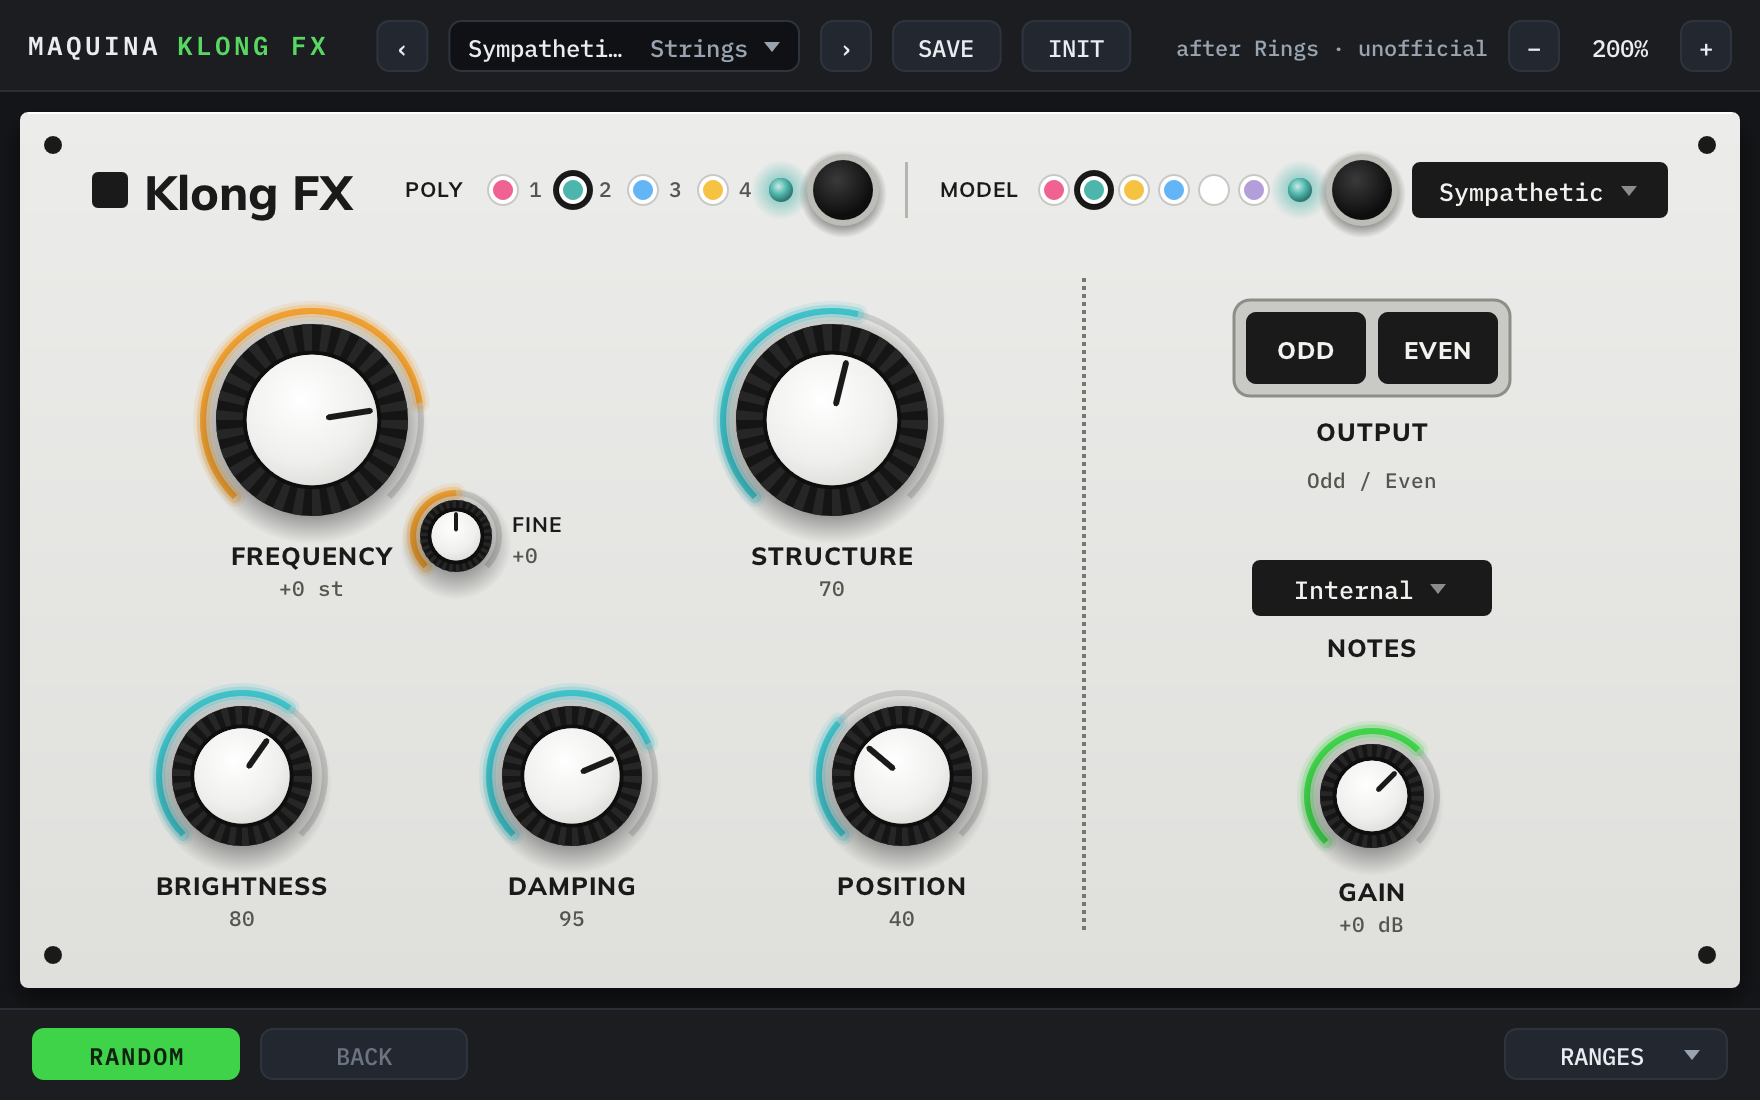 MAQUINA KLONG FX
‹
Sympatheti… Strings
›
SAVE
INIT
after Rings · unofficial
−
200%
+
Klong FX
POLY 1 2 3 4
MODEL
Sympathetic
FREQUENCY
+0 st
FINE
+0
STRUCTURE
70
ODD EVEN
OUTPUT
Odd / Even
Internal
NOTES
BRIGHTNESS
80
DAMPING
95
POSITION
40
GAIN
+0 dB
RANDOM
BACK
RANGES